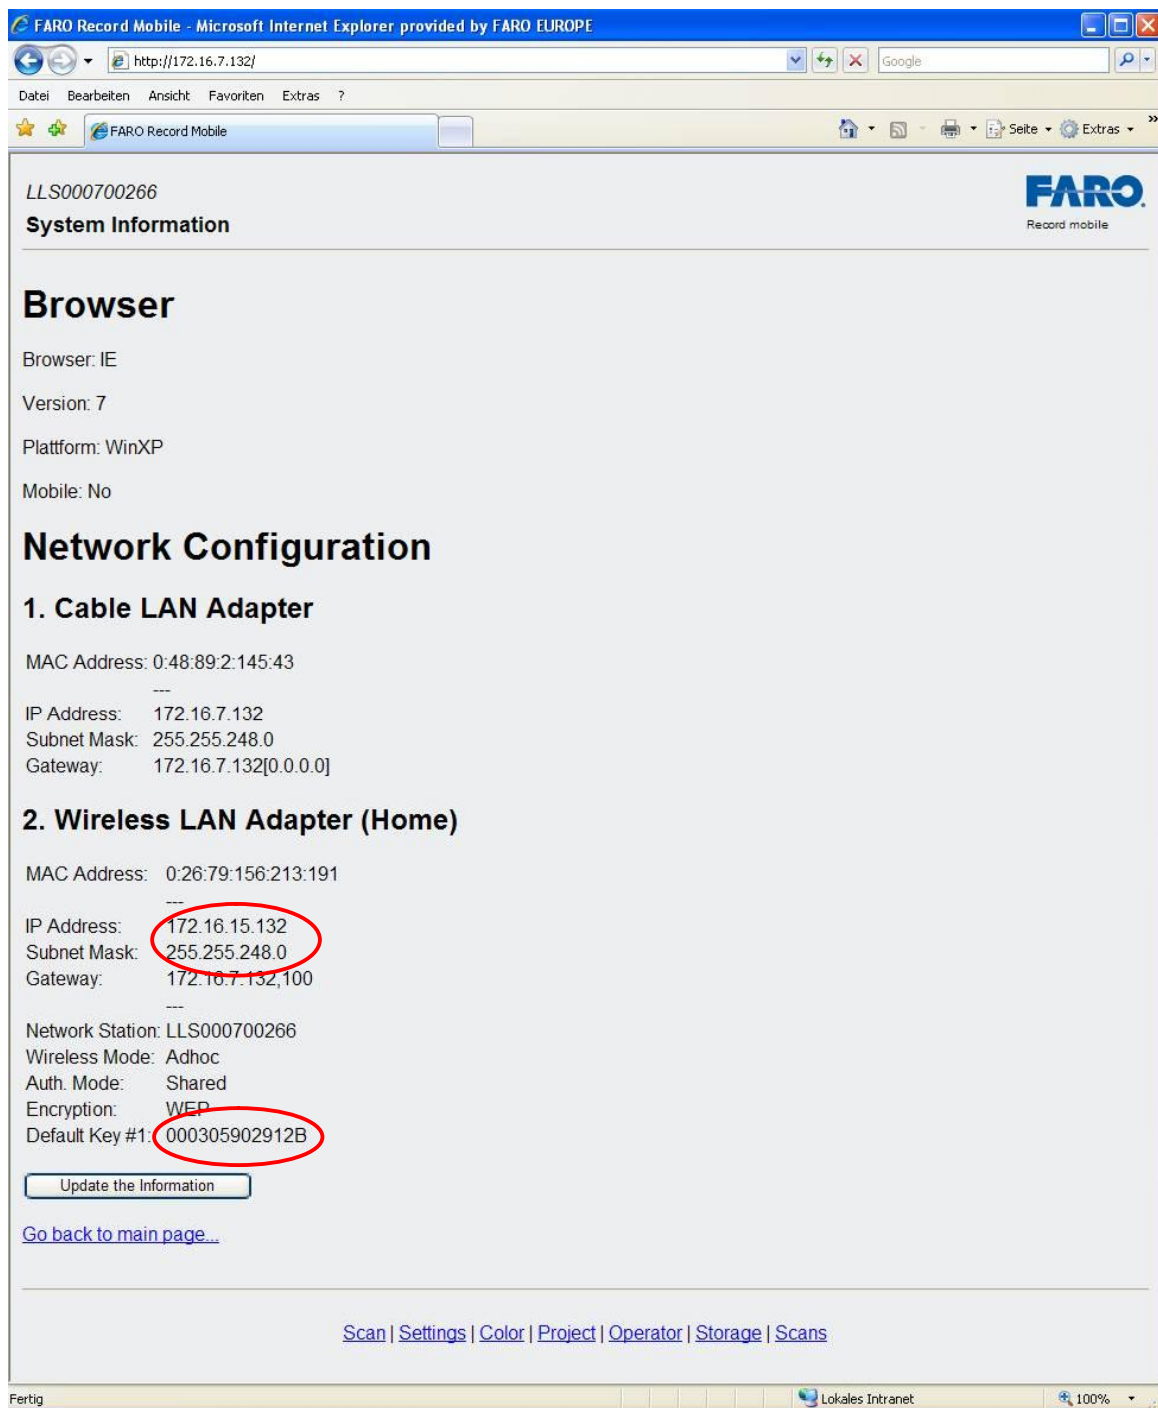 FARO Record Mobile - Microsoft Internet Explorer provided by FARO EUROPE
http://172.16.7.132/
Google
Datei Bearbeiten Ansicht Favoriten Extras ?
FARO Record Mobile
Seite
Extras
»
LLS000700266
System Information
FARO.
Record mobile
Browser
Browser: IE
Version: 7
Plattform: WinXP
Mobile: No
Network Configuration
1. Cable LAN Adapter
MAC Address: 0:48:89:2:145:43
---
IP Address: 172.16.7.132
Subnet Mask: 255.255.248.0
Gateway: 172.16.7.132[0.0.0.0]
2. Wireless LAN Adapter (Home)
MAC Address: 0:26:79:156:213:191
---
IP Address: 172.16.15.132
Subnet Mask: 255.255.248.0
Gateway: 172.16.7.132,100
---
Network Station: LLS000700266
Wireless Mode: Adhoc
Auth. Mode: Shared
Encryption: WEP
Default Key #1: 000305902912B
Update the Information
Go back to main page...
Scan | Settings | Color | Project | Operator | Storage | Scans
Fertig
Lokales Intranet
100%